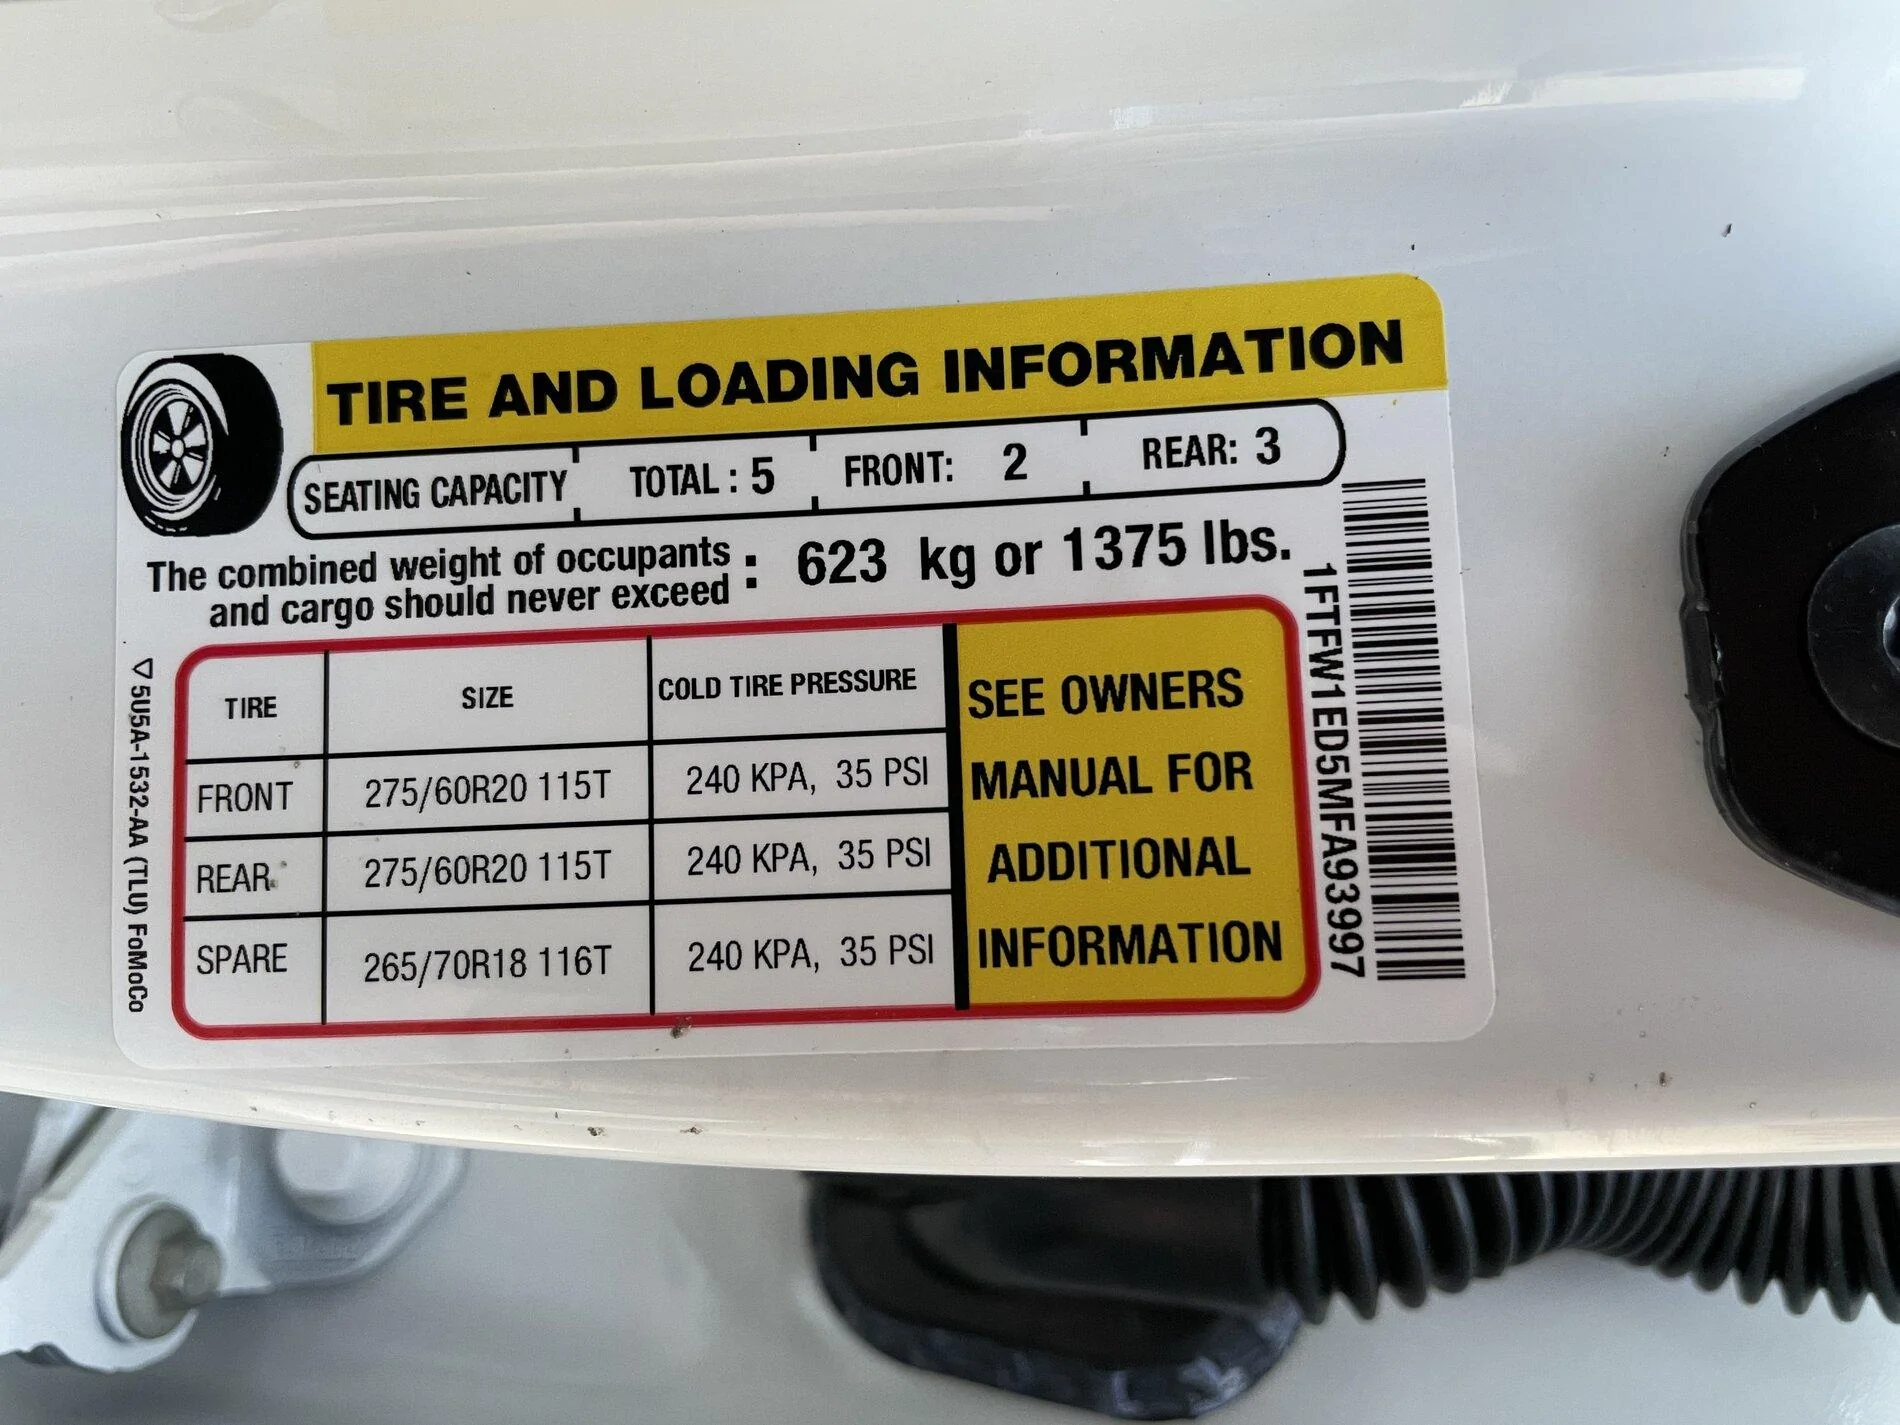 TIRE AND LOADING INFORMATION
SEATING CAPACITY TOTAL : 5 FRONT: 2 REAR: 3
The combined weight of occupants
and cargo should never exceed : 623 kg or 1375 lbs.
TIRE SIZE COLD TIRE PRESSURE
FRONT 275/60R20 115T 240 KPA, 35 PSI
REAR 275/60R20 115T 240 KPA, 35 PSI
SPARE 265/70R18 116T 240 KPA, 35 PSI
SEE OWNERS
MANUAL FOR
ADDITIONAL
INFORMATION
1FTFW1ED5MFA93997
5U5A-1532-AA (TLU) FoMoCo